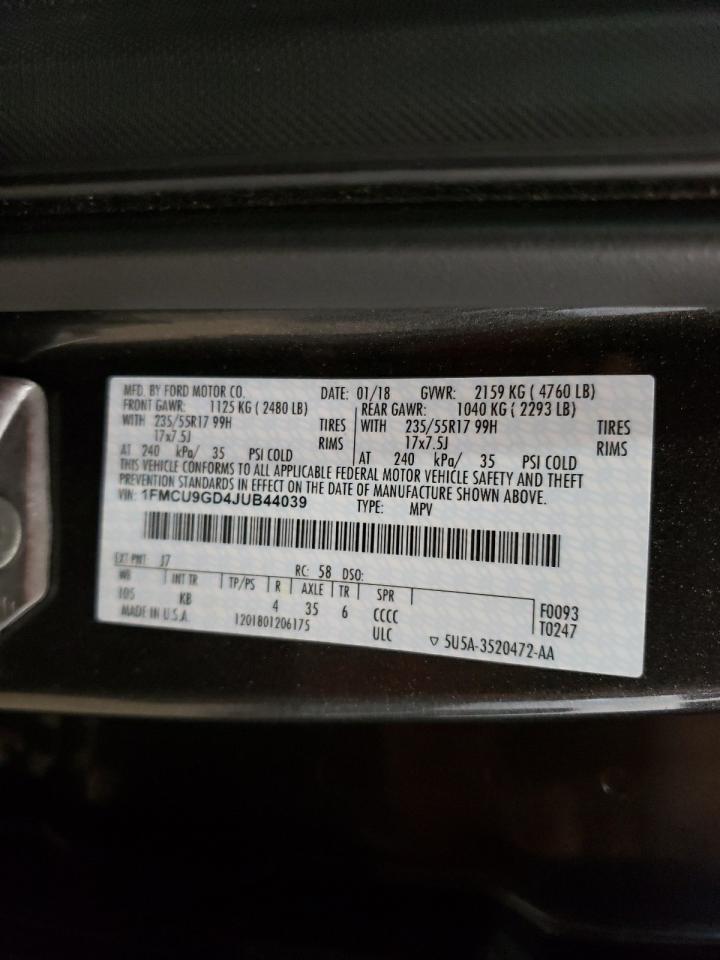 MFD. BY FORD MOTOR CO. DATE: 01/18 GVWR: 2159 KG ( 4760 LB)
FRONT GAWR: 1125 KG ( 2480 LB) REAR GAWR: 1040 KG ( 2293 LB)
WITH 235/55R17 99H TIRES WITH 235/55R17 99H TIRES
17x7.5J RIMS 17x7.5J RIMS
AT 240 kPa/ 35 PSI COLD AT 240 kPa/ 35 PSI COLD
THIS VEHICLE CONFORMS TO ALL APPLICABLE FEDERAL MOTOR VEHICLE SAFETY AND THEFT
PREVENTION STANDARDS IN EFFECT ON THE DATE OF MANUFACTURE SHOWN ABOVE.
VIN: 1FMCU9GD4JUB44039 TYPE: MPV
EXT PNT: J7 RC: 58 DSO:
WB INT TR TP/PS R AXLE TR SPR F0093
105 KB 4 35 6 CCCC T0247
MADE IN U.S.A. 1201801206175 ULC ▽ 5U5A-3520472-AA